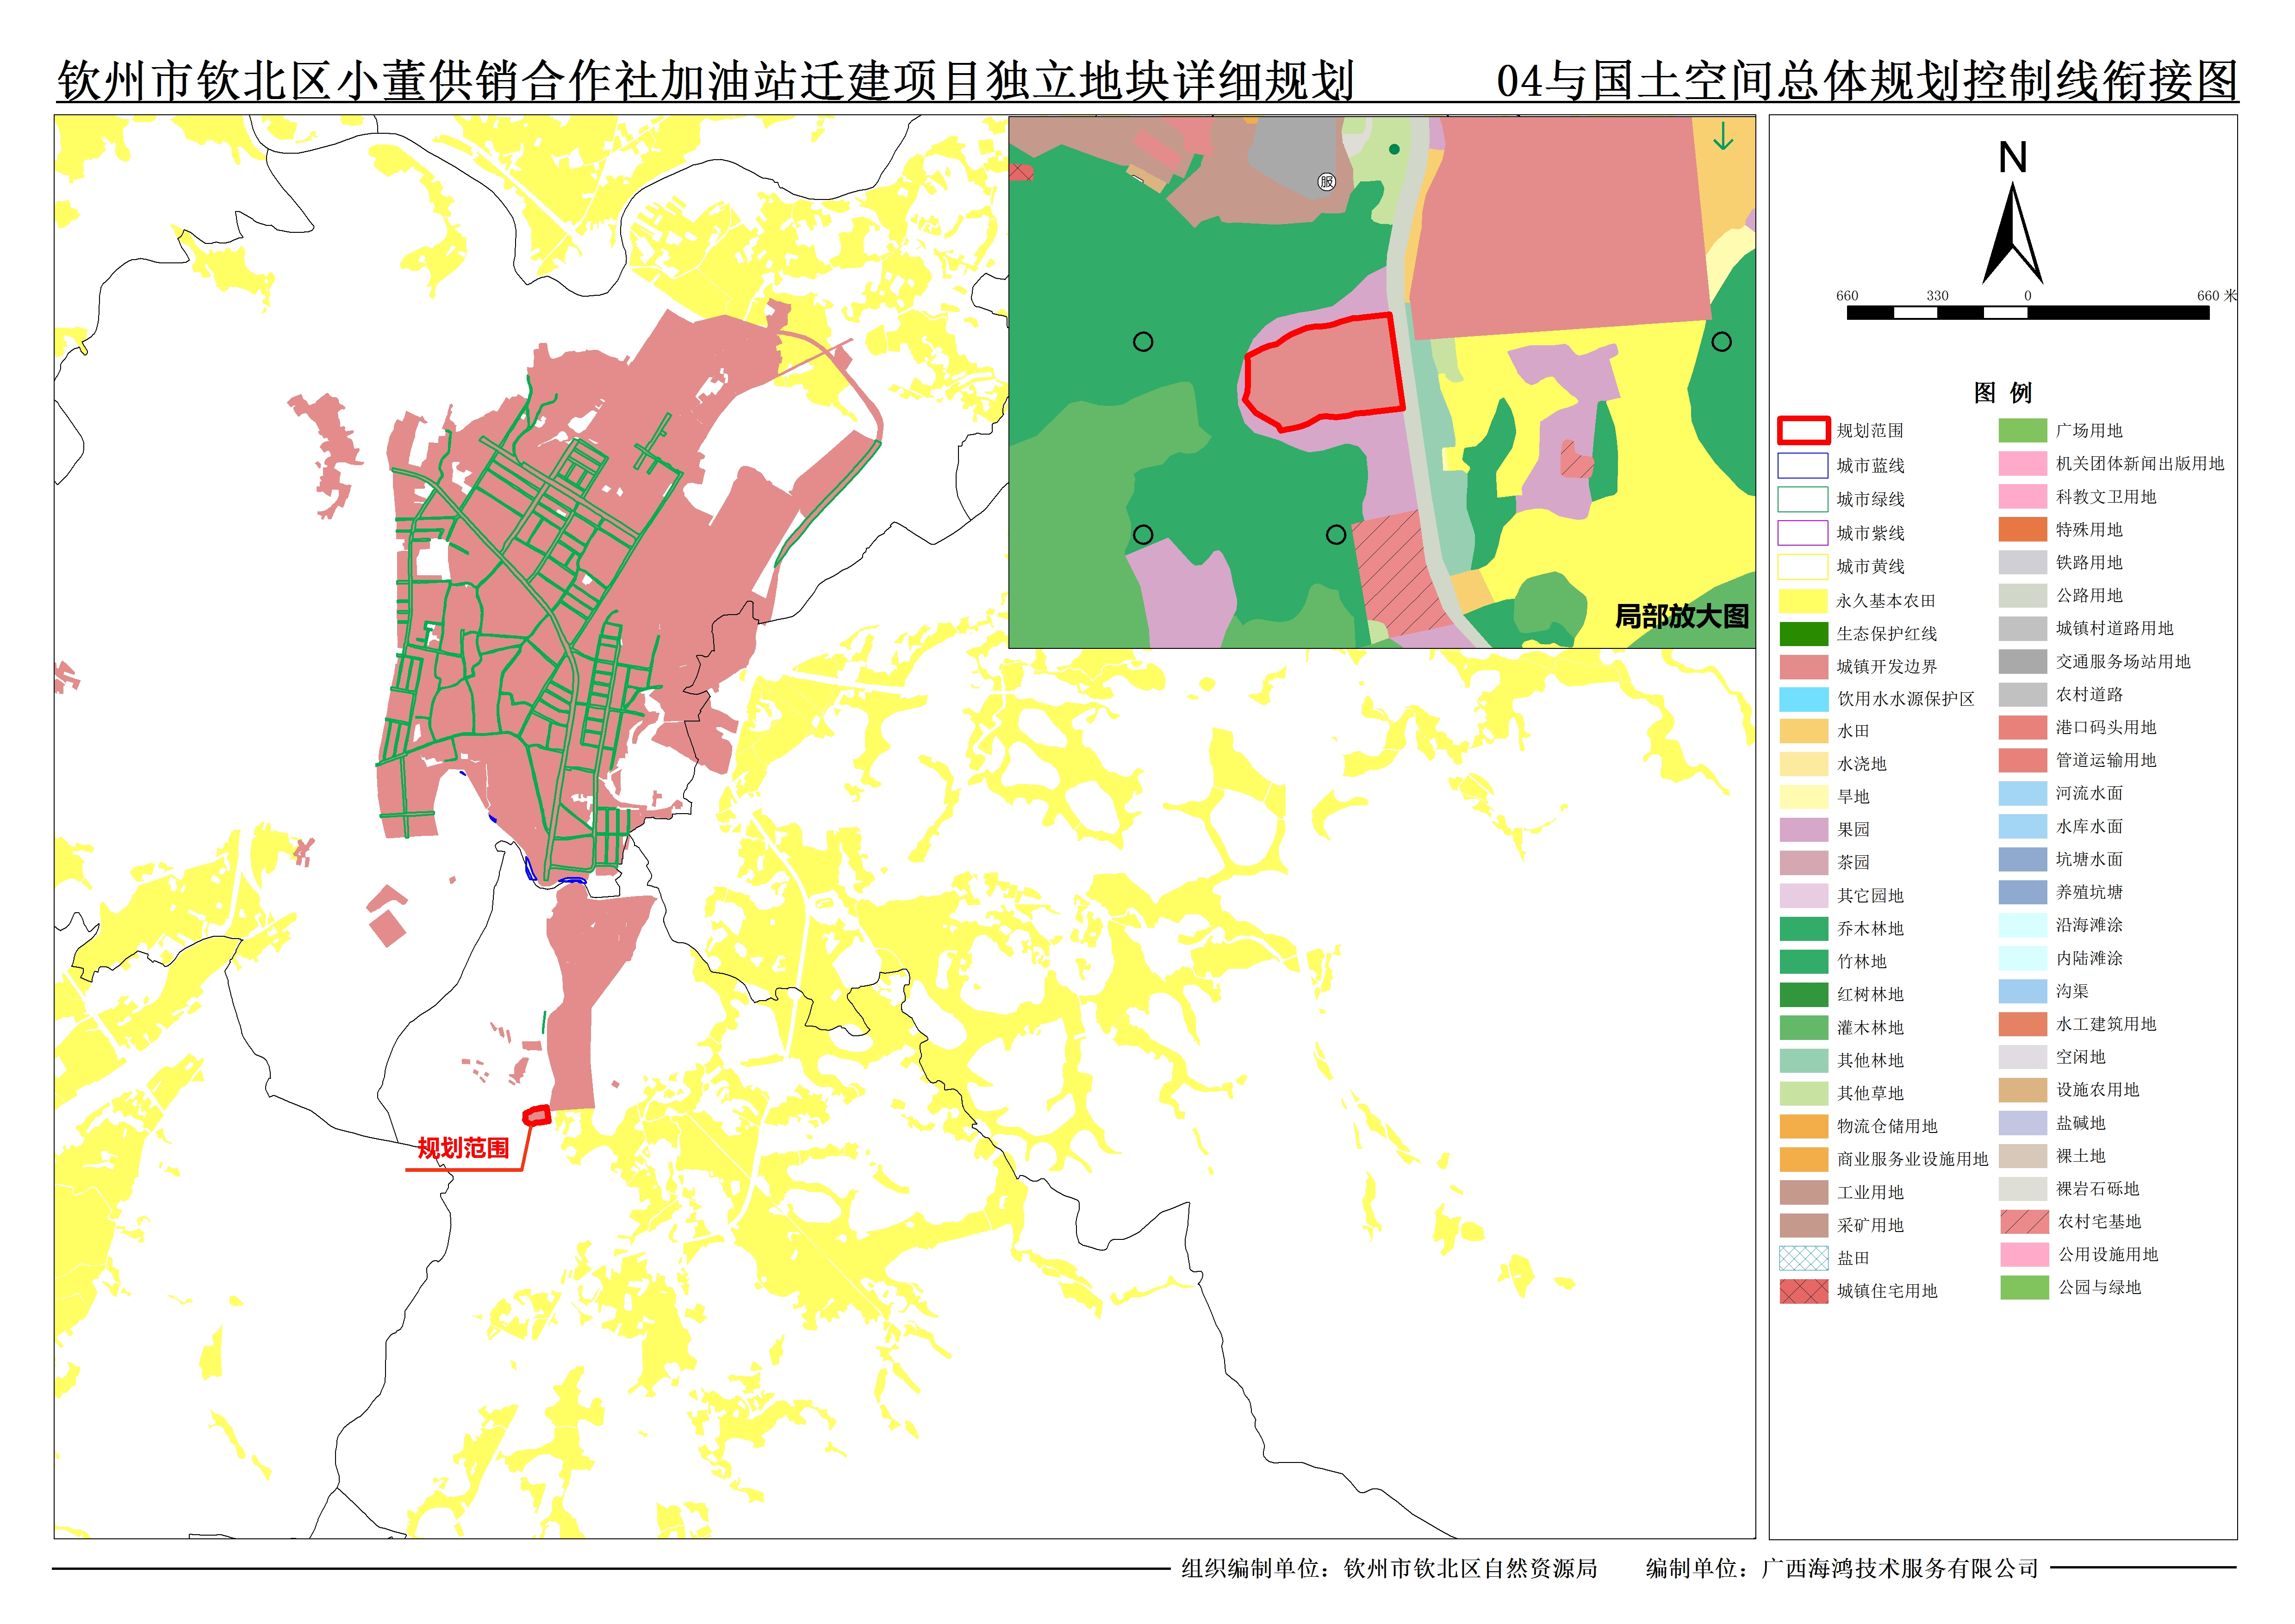 钦州市钦北区小董供销合作社加油站迁建项目独立地块详细规划
04与国土空间总体规划控制线衔接图
服
局部放大图
规划范围
N
660 330 0 660 米
图 例
规划范围
城市蓝线
城市绿线
城市紫线
城市黄线
永久基本农田
生态保护红线
城镇开发边界
饮用水水源保护区
水田
水浇地
旱地
果园
茶园
其它园地
乔木林地
竹林地
红树林地
灌木林地
其他林地
其他草地
物流仓储用地
商业服务业设施用地
工业用地
采矿用地
盐田
城镇住宅用地
广场用地
机关团体新闻出版用地
科教文卫用地
特殊用地
铁路用地
公路用地
城镇村道路用地
交通服务场站用地
农村道路
港口码头用地
管道运输用地
河流水面
水库水面
坑塘水面
养殖坑塘
沿海滩涂
内陆滩涂
沟渠
水工建筑用地
空闲地
设施农用地
盐碱地
裸土地
裸岩石砾地
农村宅基地
公用设施用地
公园与绿地
组织编制单位：钦州市钦北区自然资源局 编制单位：广西海鸿技术服务有限公司